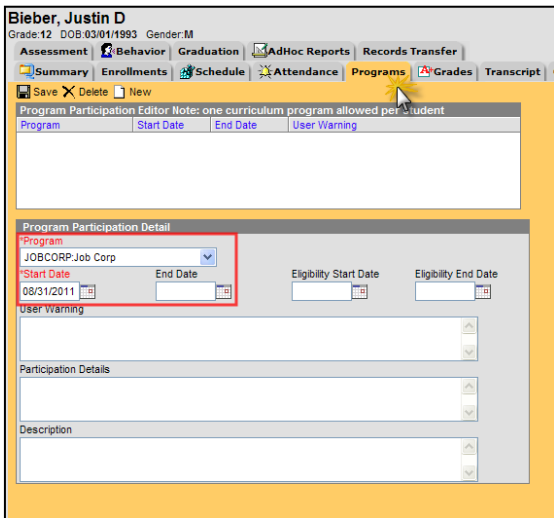 Bieber, Justin D
Grade:12 DOB:03/01/1993 Gender:M
Assessment Behavior Graduation AdHoc Reports Records Transfer
Summary Enrollments Schedule Attendance Programs Grades Transcript
Save Delete New
Program Participation Editor Note: one curriculum program allowed per student
Program Start Date End Date User Warning
Program Participation Detail
*Program
JOBCORP:Job Corp
*Start Date End Date Eligibility Start Date Eligibility End Date
08/31/2011
User Warning
Participation Details
Description